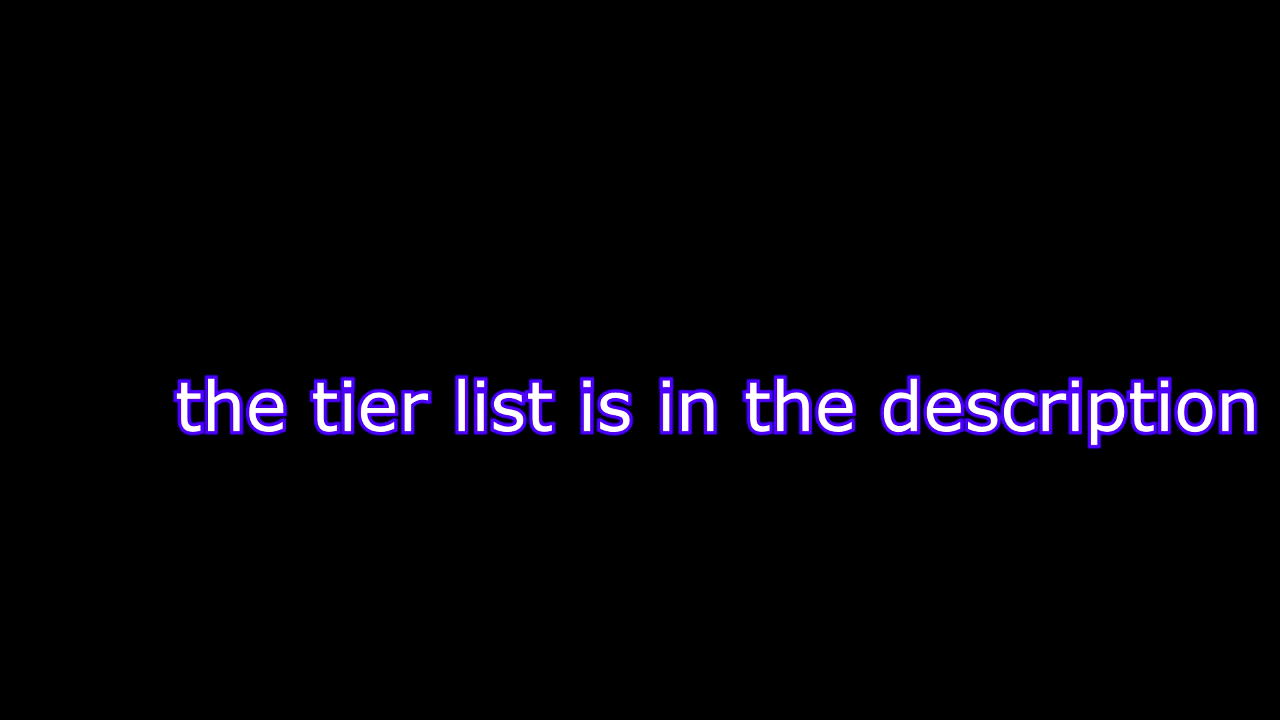 the tier list is in the description